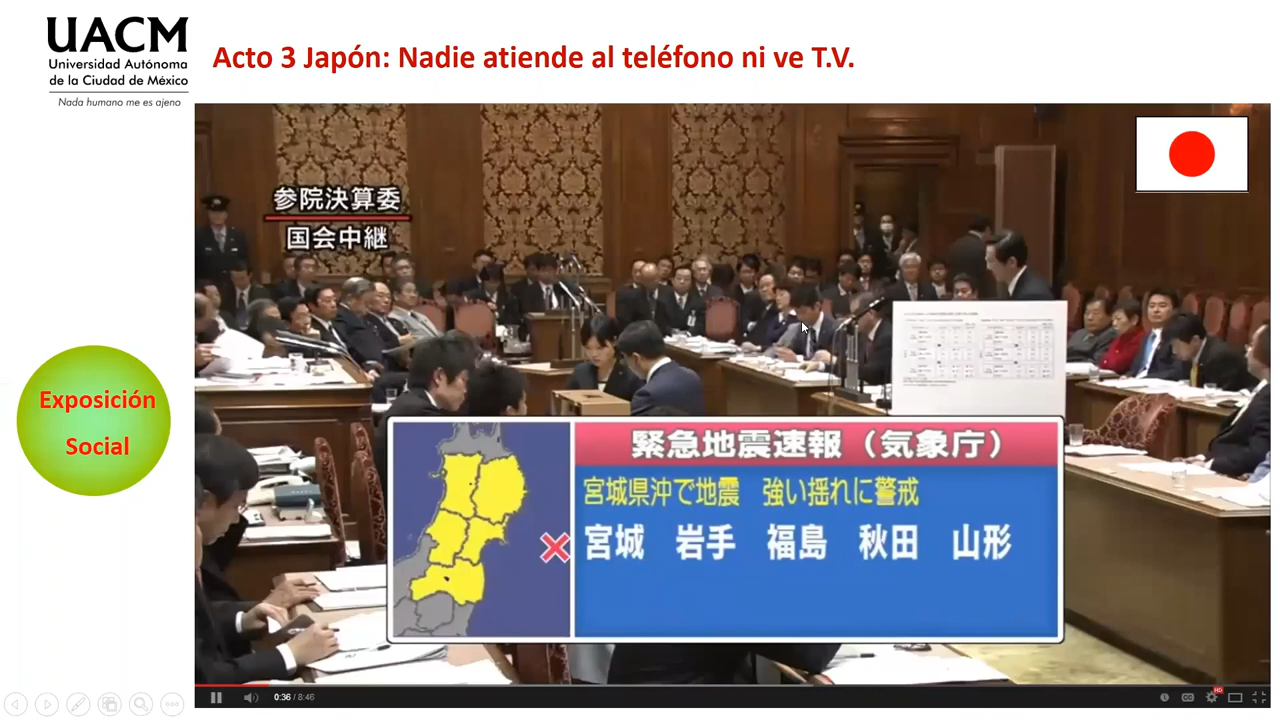 UACM
Universidad Autónoma
de la Ciudad de México
Nada humano me es ajeno
Acto 3 Japón: Nadie atiende al teléfono ni ve T.V.
参院決算委
国会中継
Exposición
Social
緊急地震速報（気象庁）
宮城県沖で地震　強い揺れに警戒
宮城　岩手　福島　秋田　山形
0:36 / 8:46
HD